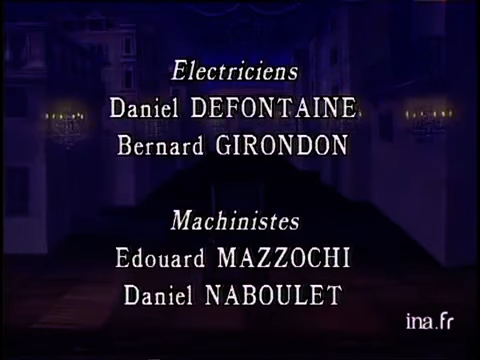 Electriciens
Daniel DEFONTAINE
Bernard GIRONDON
Machinistes
Edouard MAZZOCHI
Daniel NABOULET
ina.fr